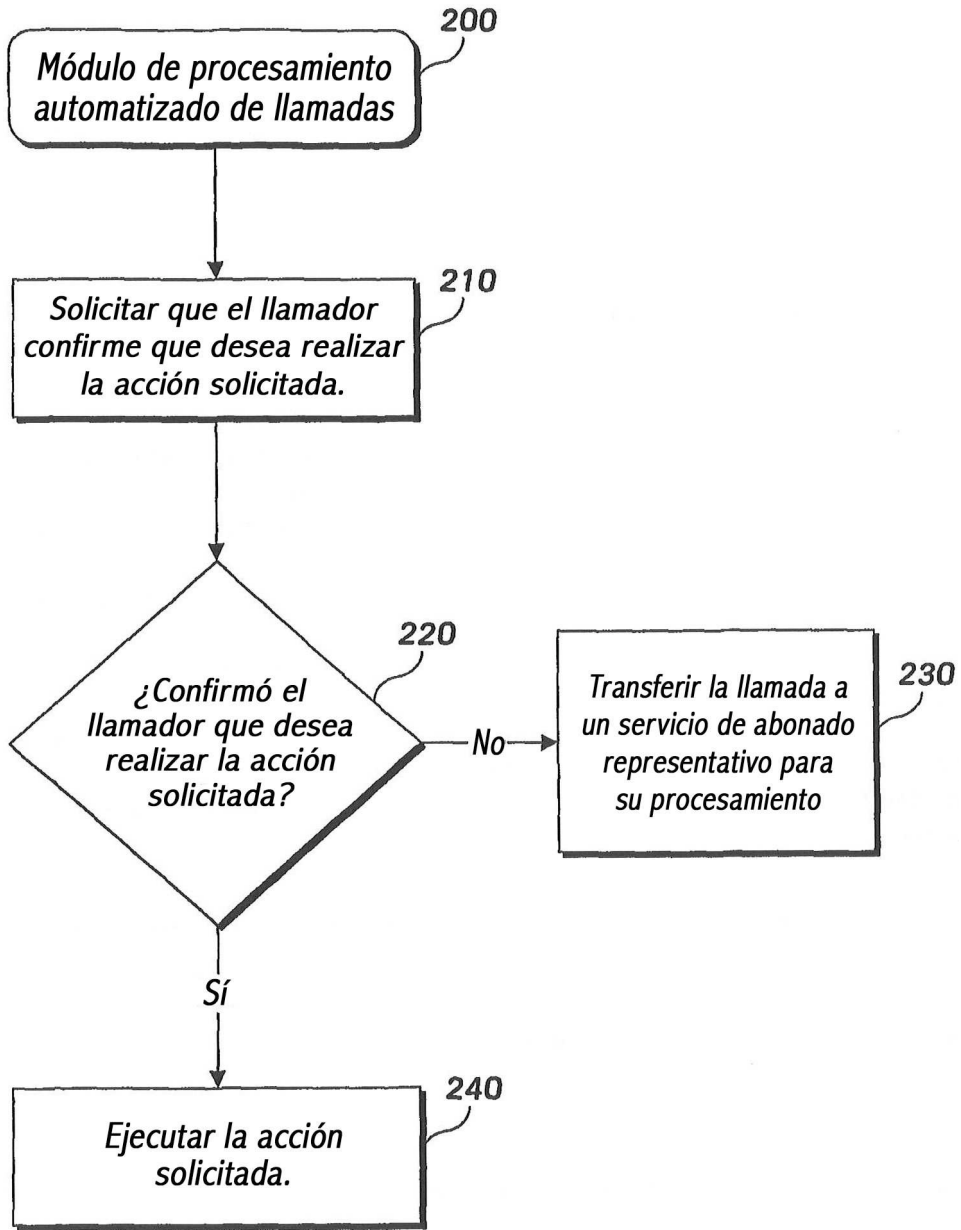 200
Módulo de procesamiento
automatizado de llamadas
210
Solicitar que el llamador
confirme que desea realizar
la acción solicitada.
220
¿Confirmó el
llamador que desea
realizar la acción
solicitada?
No
230
Transferir la llamada a
un servicio de abonado
representativo para
su procesamiento
Sí
240
Ejecutar la acción
solicitada.